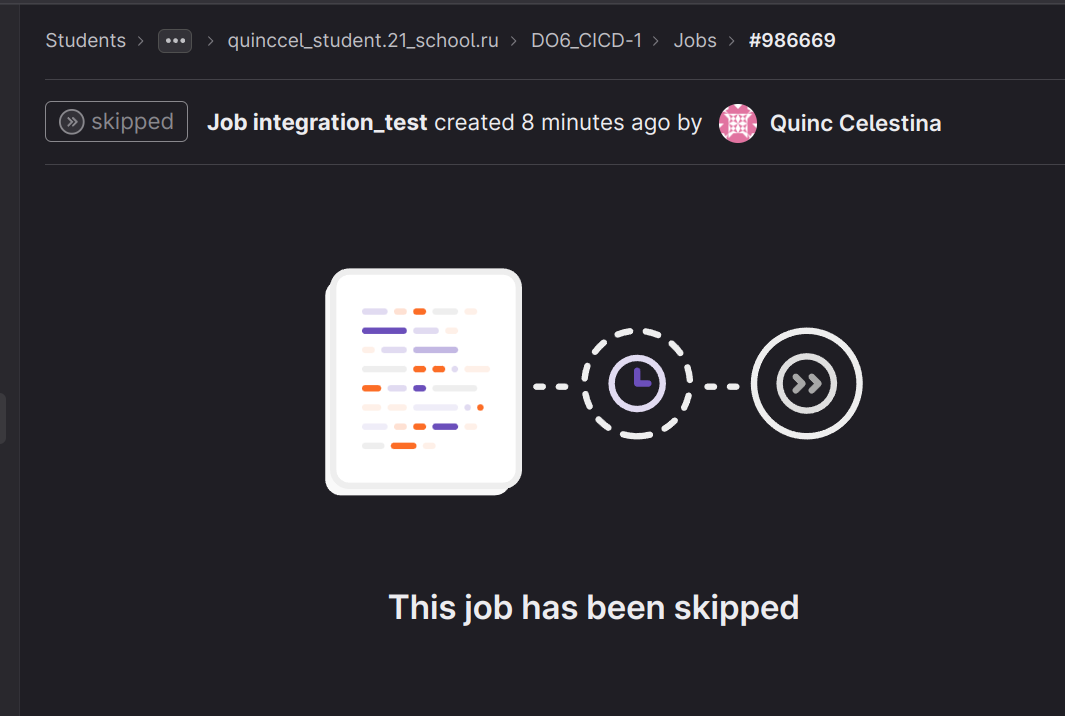 Students > ... > quinccel_student.21_school.ru > DO6_CICD-1 > Jobs > #986669
skipped Job integration_test created 8 minutes ago by Quinc Celestina
This job has been skipped